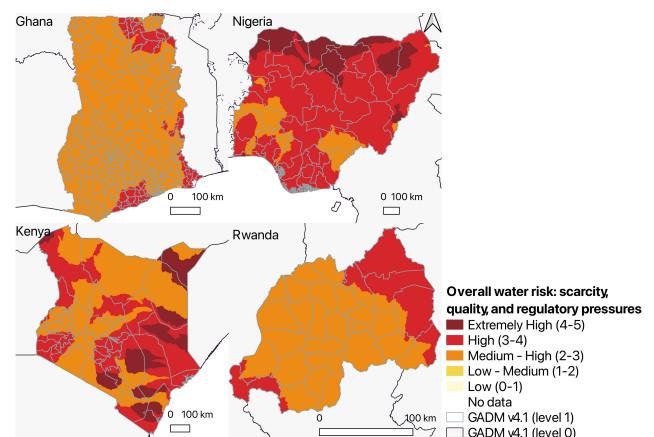 Ghana
Nigeria
0 100 km
0 100 km
Kenya
Rwanda
0 100 km
0 100 km
Overall water risk: scarcity,
quality, and regulatory pressures
Extremely High (4-5)
High (3-4)
Medium - High (2-3)
Low - Medium (1-2)
Low (0-1)
No data
GADM v4.1 (level 1)
GADM v4.1 (level 0)